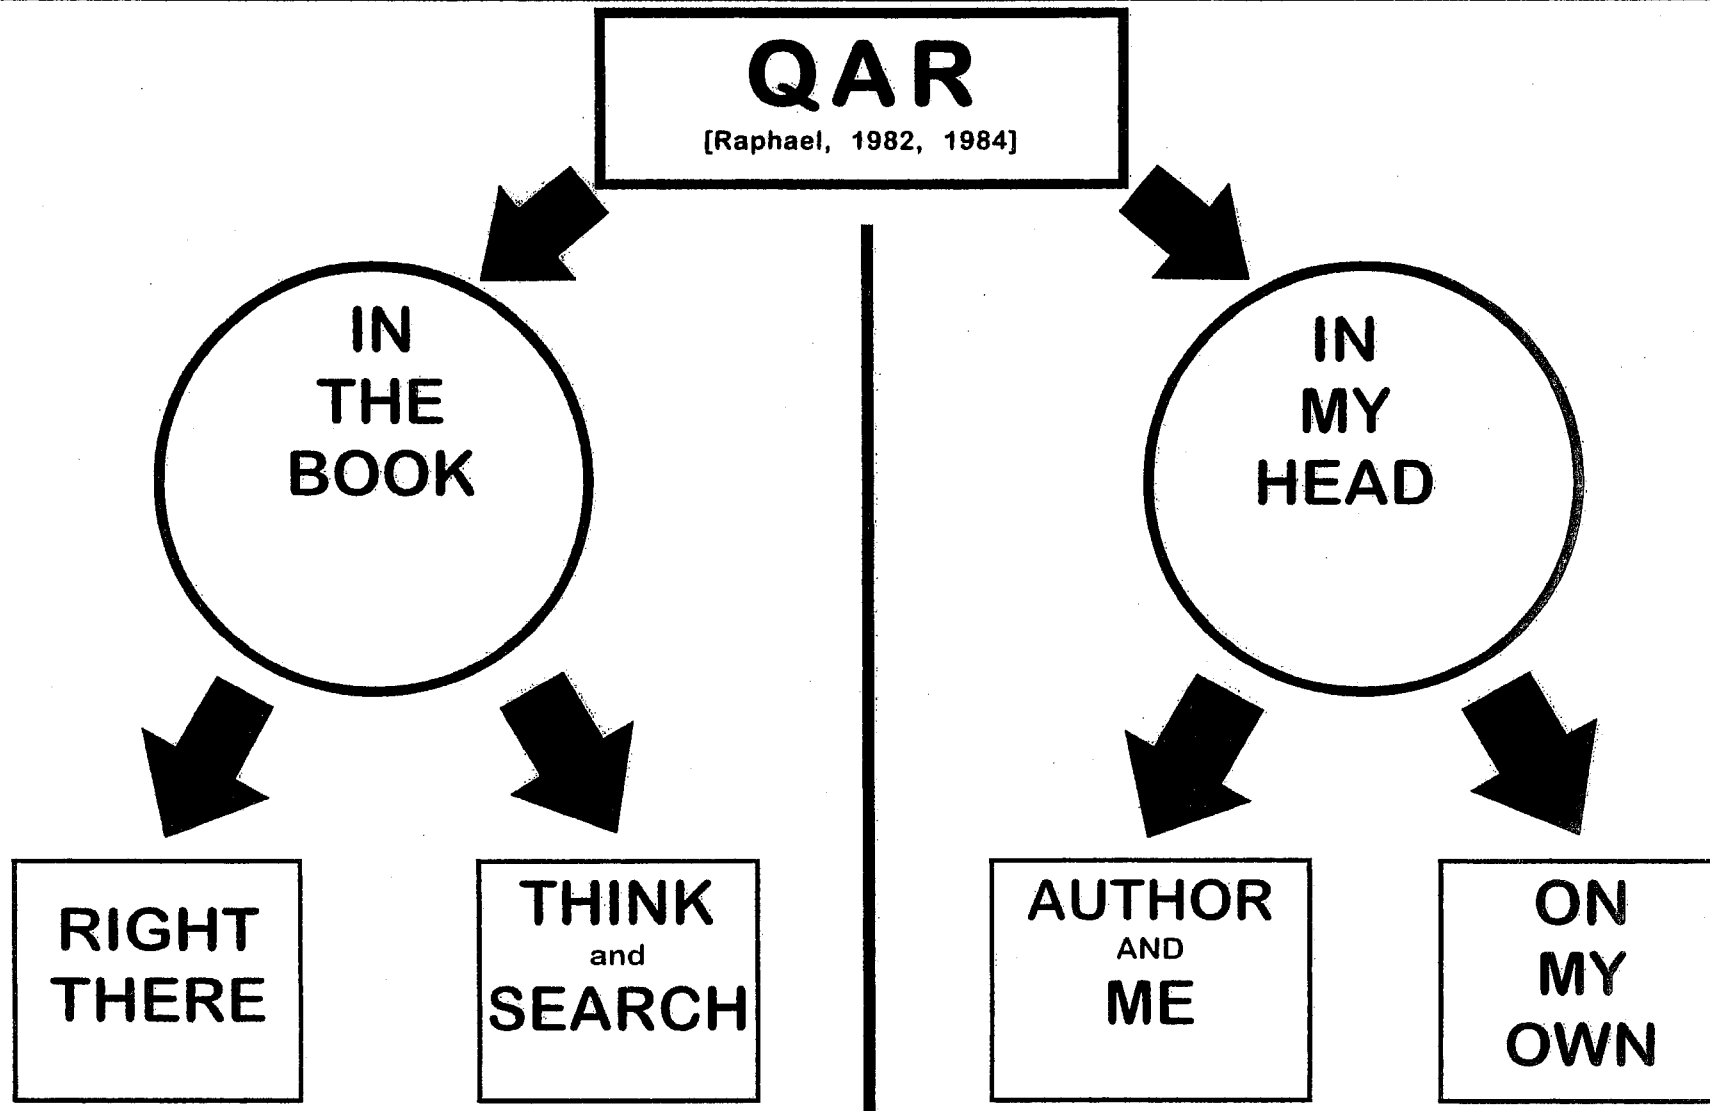 QAR
[Raphael, 1982, 1984]
IN
THE
BOOK
IN
MY
HEAD
RIGHT
THERE
THINK
and
SEARCH
AUTHOR
AND
ME
ON
MY
OWN